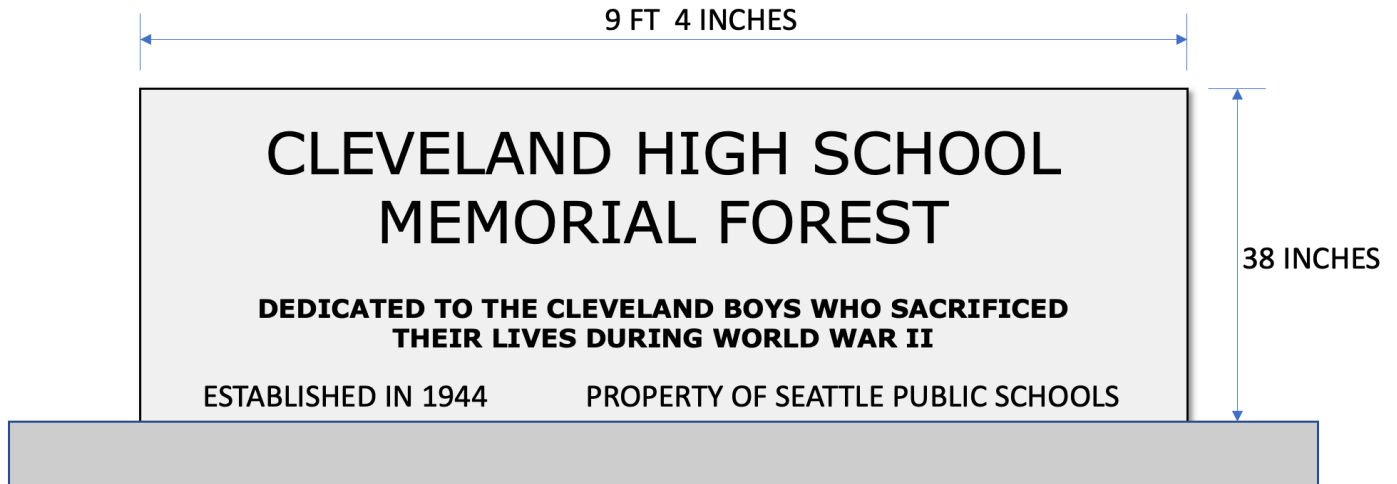 9 FT 4 INCHES
CLEVELAND HIGH SCHOOL
MEMORIAL FOREST
38 INCHES
DEDICATED TO THE CLEVELAND BOYS WHO SACRIFICED
THEIR LIVES DURING WORLD WAR II
ESTABLISHED IN 1944 PROPERTY OF SEATTLE PUBLIC SCHOOLS